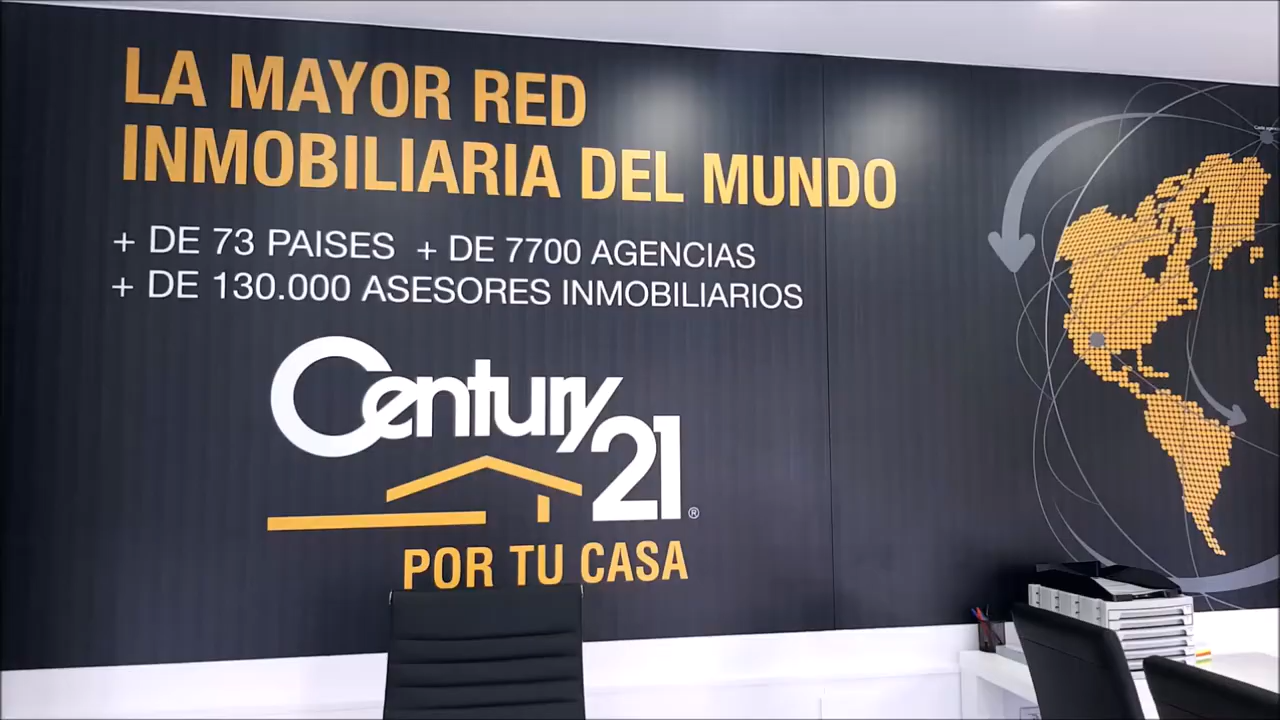 LA MAYOR RED
INMOBILIARIA DEL MUNDO
+ DE 73 PAISES + DE 7700 AGENCIAS
+ DE 130.000 ASESORES INMOBILIARIOS
Century
21®
POR TU CASA